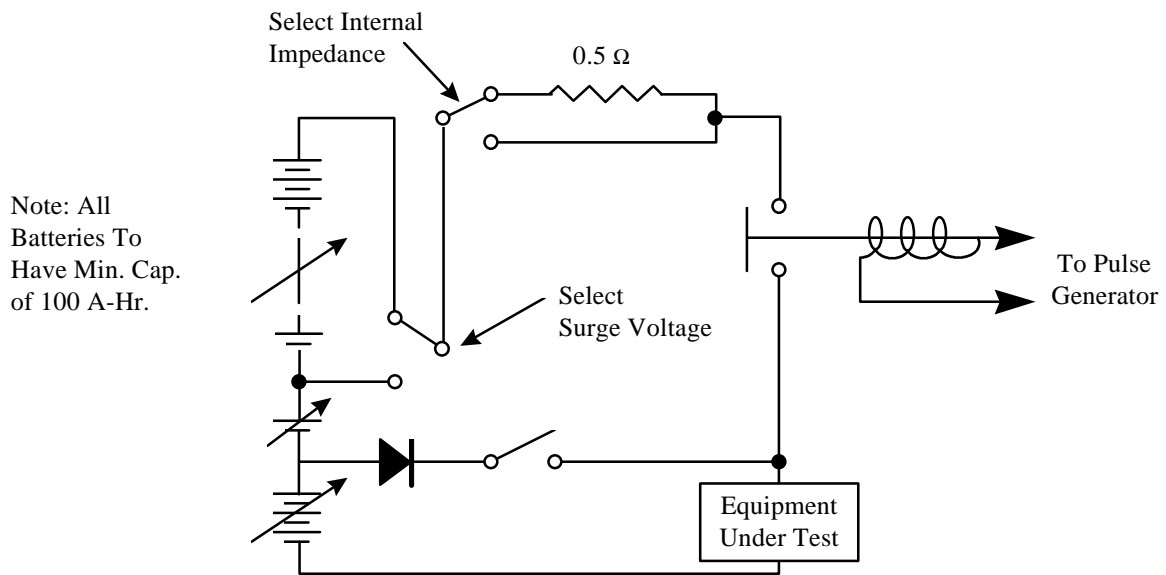 Select Internal
Impedance
0.5 Ω
Note: All
Batteries To
Have Min. Cap.
of 100 A-Hr.
Select
Surge Voltage
To Pulse
Generator
Equipment
Under Test